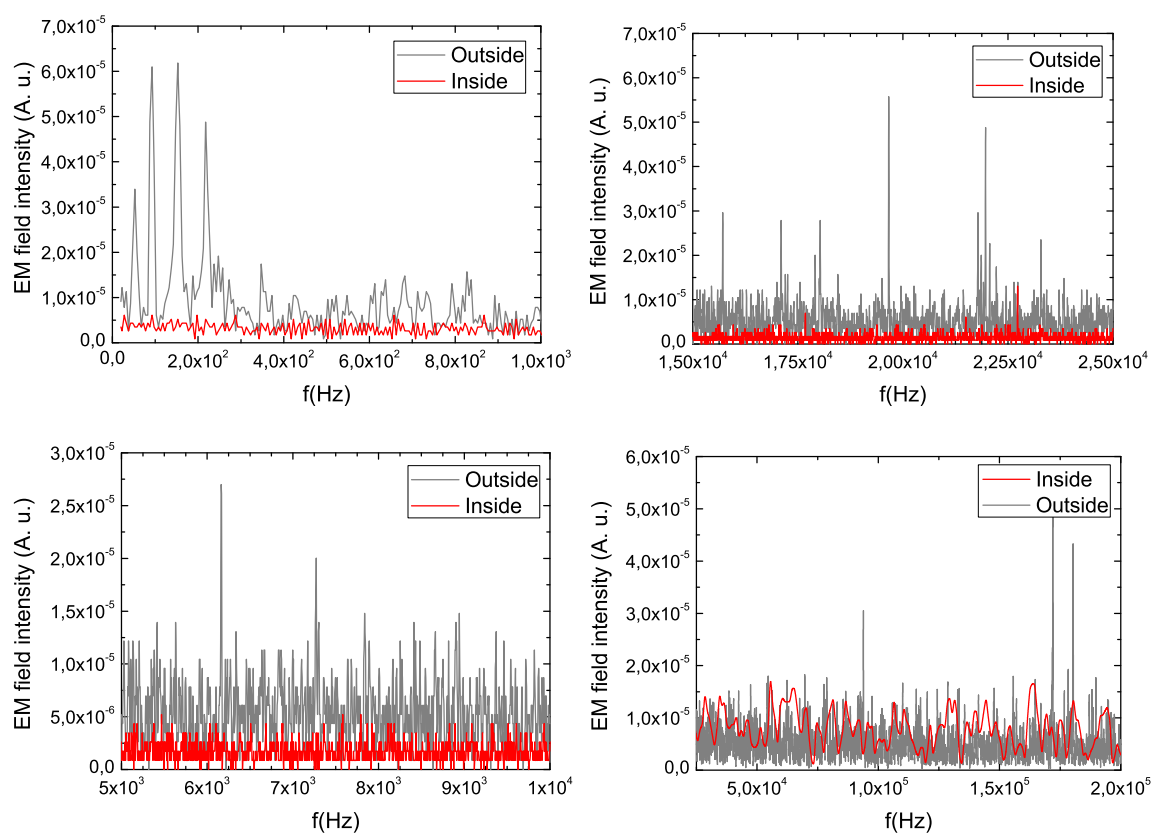 7,0x10⁻⁵
6,0x10⁻⁵
5,0x10⁻⁵
4,0x10⁻⁵
3,0x10⁻⁵
2,0x10⁻⁵
1,0x10⁻⁵
0,0
EM field intensity (A. u.)
Outside
Inside
0,0 2,0x10² 4,0x10² 6,0x10² 8,0x10² 1,0x10³
f(Hz)
7,0x10⁻⁵
6,0x10⁻⁵
5,0x10⁻⁵
4,0x10⁻⁵
3,0x10⁻⁵
2,0x10⁻⁵
1,0x10⁻⁵
0,0
EM field intensity (A. u.)
Outside
Inside
1,50x10⁴ 1,75x10⁴ 2,00x10⁴ 2,25x10⁴ 2,50x10⁴
f(Hz)
3,0x10⁻⁵
2,5x10⁻⁵
2,0x10⁻⁵
1,5x10⁻⁵
1,0x10⁻⁵
5,0x10⁻⁶
0,0
EM field intensity (A. u.)
Outside
Inside
5x10³ 6x10³ 7x10³ 8x10³ 9x10³ 1x10⁴
f(Hz)
6,0x10⁻⁵
5,0x10⁻⁵
4,0x10⁻⁵
3,0x10⁻⁵
2,0x10⁻⁵
1,0x10⁻⁵
0,0
EM field intensity (A. u.)
Inside
Outside
5,0x10⁴ 1,0x10⁵ 1,5x10⁵ 2,0x10⁵
f(Hz)